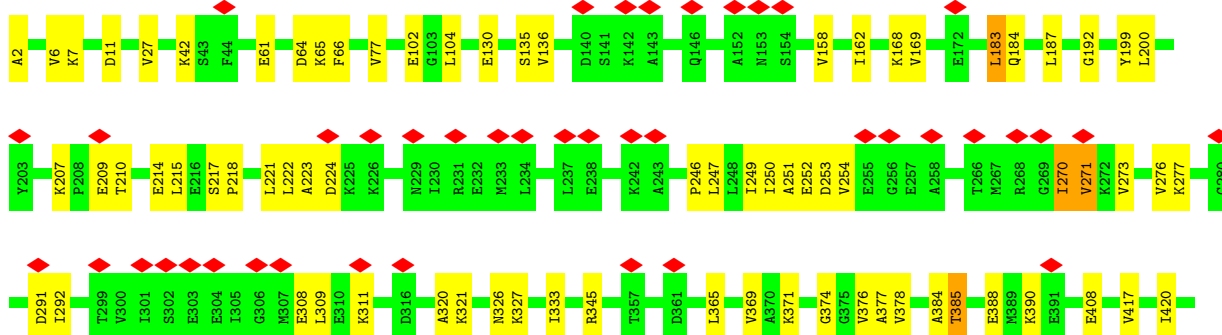 A2 V6 K7 D11 V27 K42 S43 F44 E61 D64 K65 F66 V77 E102 G103 L104 E130 S135 V136 D140 S141 K142 A143 Q146 A152 N153 S154 V158 I162 K168 V169 E172 L183 Q184 L187 G192 Y199 L200
Y203 K207 P208 E209 T210 E214 L215 E216 S217 P218 L221 L222 A223 D224 K225 K226 N229 I230 R231 E232 M233 L234 L237 E238 K242 A243 P246 L247 L248 I249 I250 A251 E252 D253 V254 E255 G256 E257 A258 T266 M267 R268 G269 I270 V271 K272 V273 V276 K277 G280
D291 I292 T299 V300 I301 S302 E303 E304 I305 G306 M307 E308 L309 E310 K311 D316 A320 K321 N326 K327 I333 R345 T357 D361 L365 V369 A370 K371 G374 G375 V376 A377 V378 A384 T385 E388 M389 K390 E391 E408 V417 I420